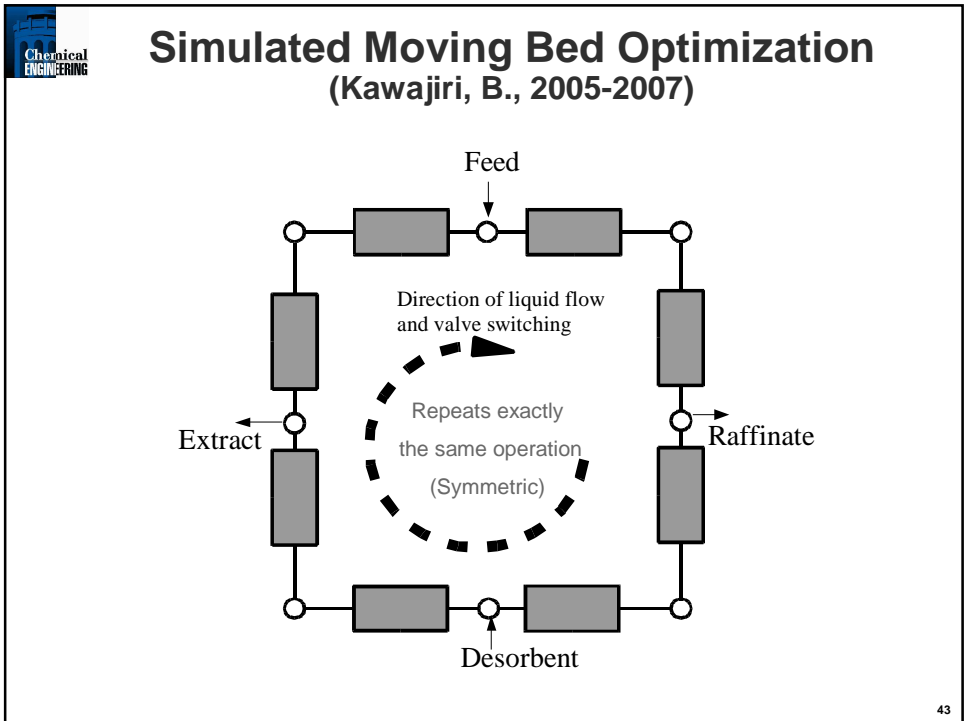 Chemical
ENGINEERING
Simulated Moving Bed Optimization
(Kawajiri, B., 2005-2007)
Feed
Direction of liquid flow
and valve switching
Repeats exactly
the same operation
(Symmetric)
Extract
Raffinate
Desorbent
43